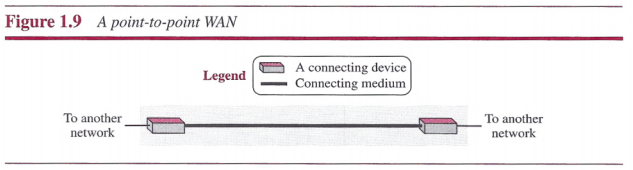 Figure 1.9 A point-to-point WAN
Legend
A connecting device
Connecting medium
To another
network
To another
network